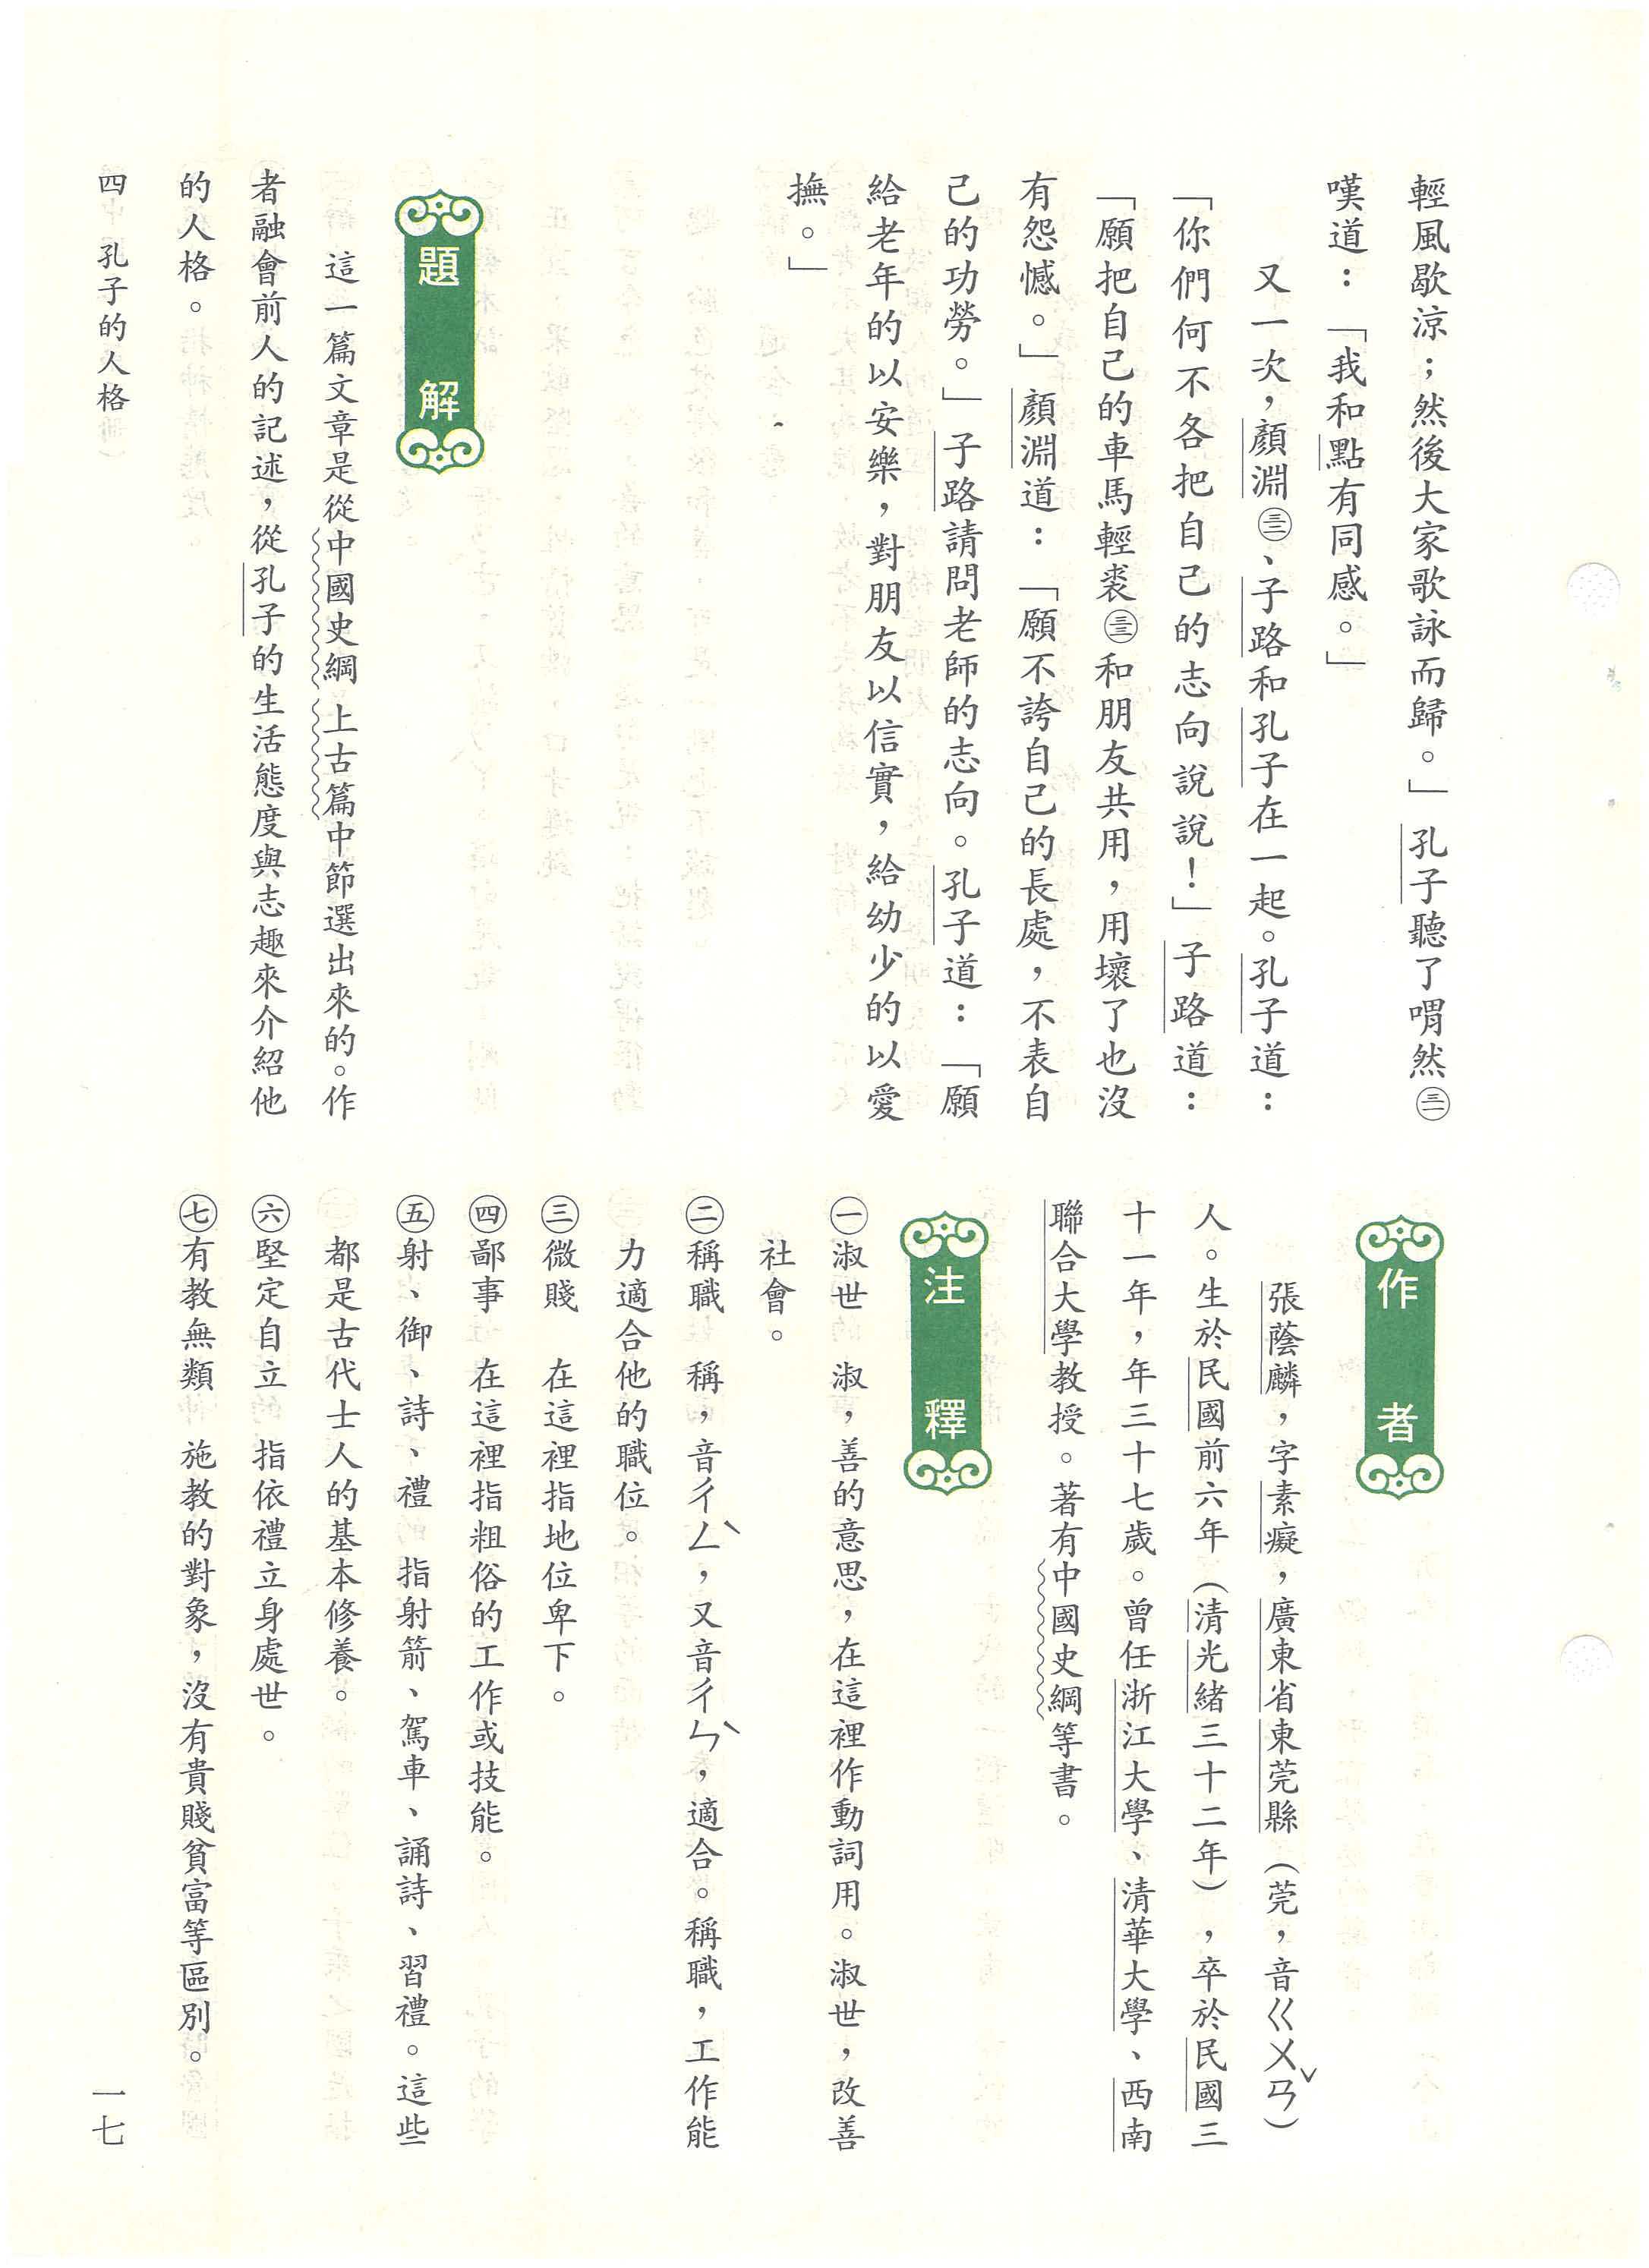 輕風歇涼；然後大家歌詠而歸。」孔子聽了喟然㉛
嘆道：「我和點有同感。」
又一次，顏淵㉜、子路和孔子在一起。孔子道：
「你們何不各把自己的志向說說！」子路道：
「願把自己的車馬輕裘㉝和朋友共用，用壞了也沒
有怨憾。」顏淵道：「願不誇自己的長處，不表自
己的功勞。」子路請問老師的志向。孔子道：「願
給老年的以安樂，對朋友以信實，給幼少的以愛
撫。」
題解
這一篇文章是從中國史綱上古篇中節選出來的。作
者融會前人的記述，從孔子的生活態度與志趣來介紹他
的人格。
作者
張蔭麟，字素癡，廣東省東莞縣（莞，音ㄍㄨㄢˇ）
人。生於民國前六年（清光緒三十二年），卒於民國三
十一年，年三十七歲。曾任浙江大學、清華大學、西南
聯合大學教授。著有中國史綱等書。
注釋
㊀淑世　淑，善的意思，在這裡作動詞用。淑世，改善
社會。
㊁稱職　稱，音ㄔㄥˋ，又音ㄔㄣˋ，適合。稱職，工作能
力適合他的職位。
㊂微賤　在這裡指地位卑下。
㊃鄙事　在這裡指粗俗的工作或技能。
㊄射、御、詩、禮　指射箭、駕車、誦詩、習禮。這些
都是古代士人的基本修養。
㊅堅定自立　指依禮立身處世。
㊆有教無類　施教的對象，沒有貴賤貧富等區別。
四　孔子的人格
一七